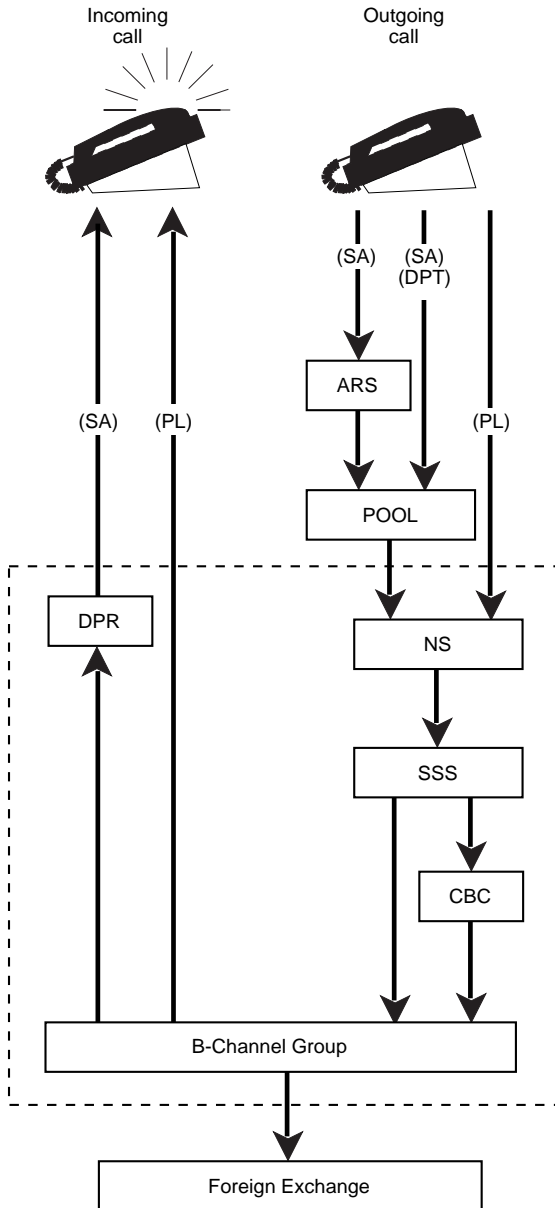 Incoming
call
Outgoing
call
(SA)
(SA)
(DPT)
ARS
(SA)
(PL)
(PL)
POOL
DPR
NS
SSS
CBC
B-Channel Group
Foreign Exchange